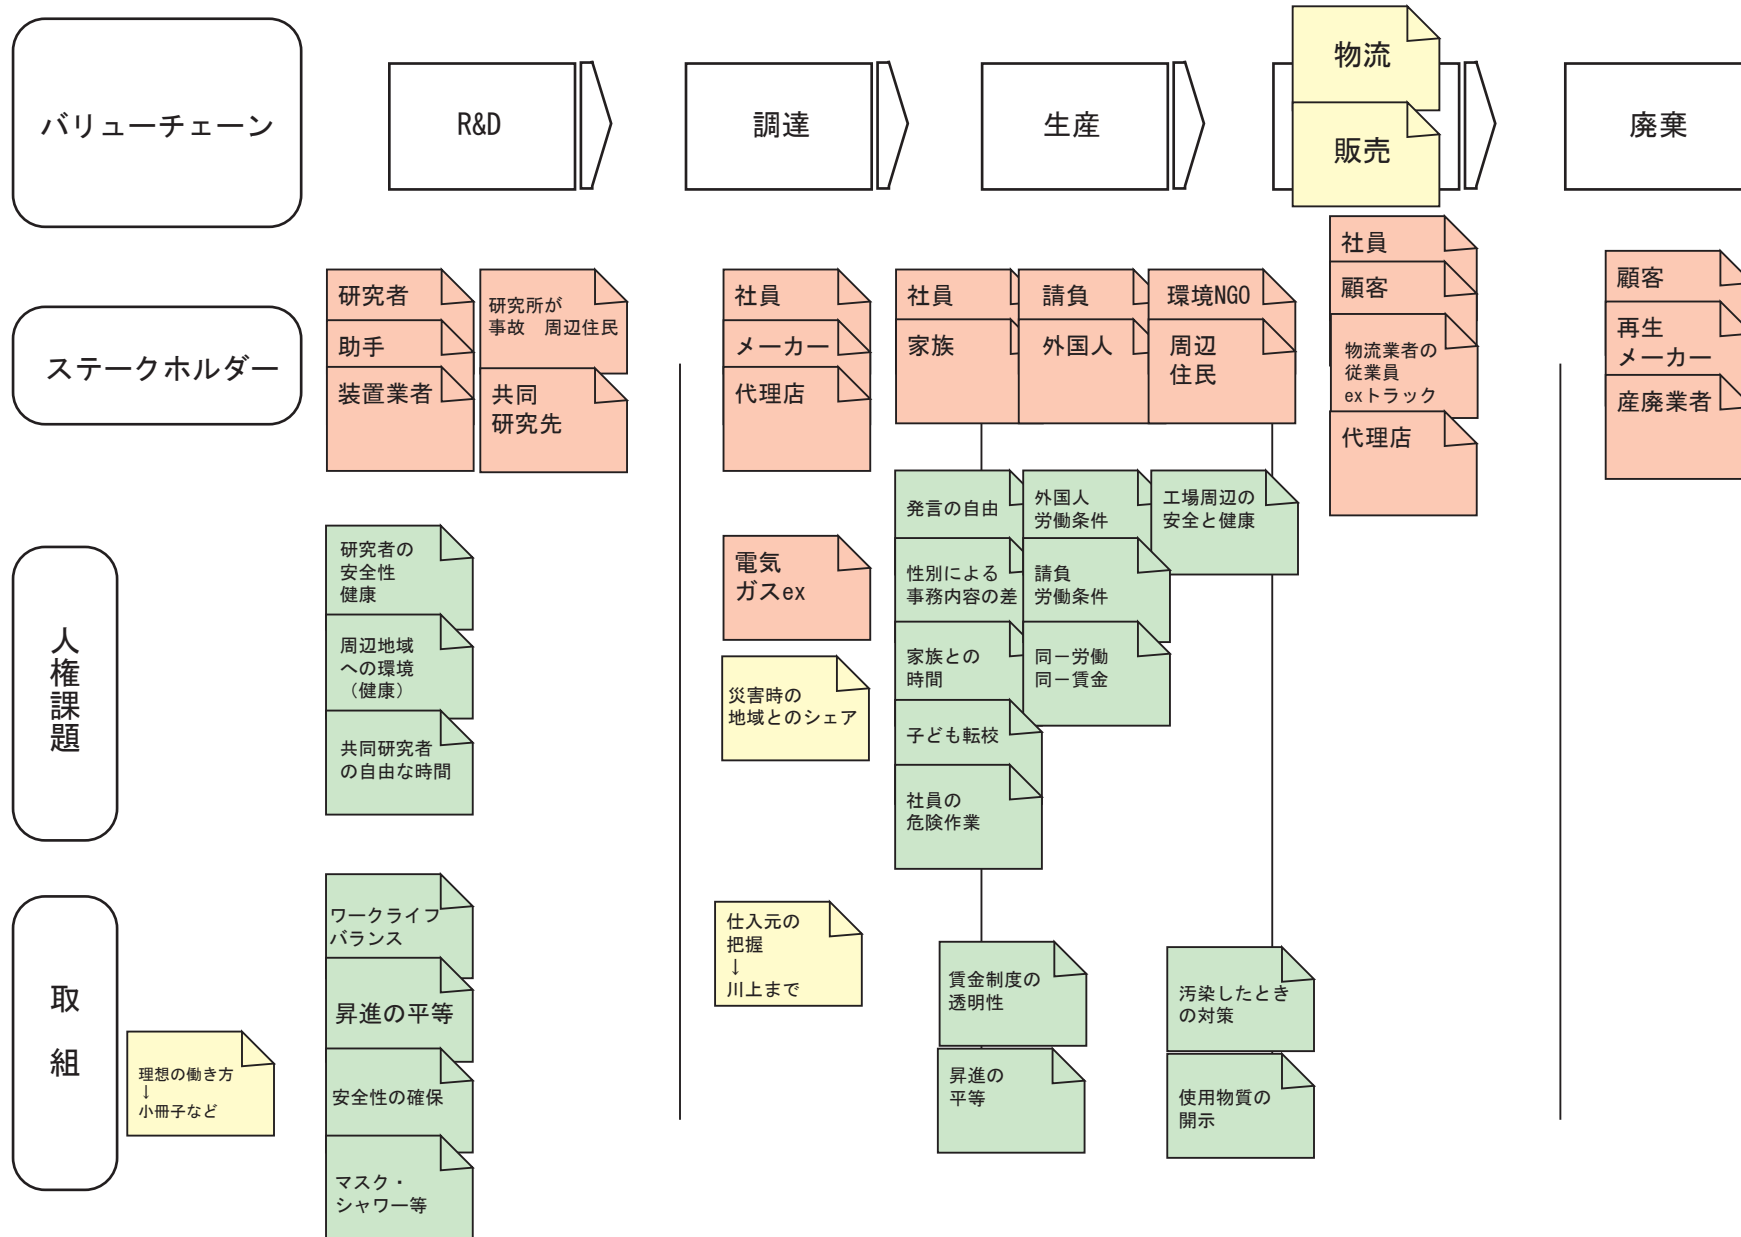 バリューチェーン
R&D
調達
生産
物流
販売
廃棄
ステークホルダー
研究者
助手
装置業者
研究所が
事故　周辺住民
共同
研究先
社員
メーカー
代理店
社員
家族
請負
外国人
環境NGO
周辺
住民
社員
顧客
物流業者の
従業員
exトラック
代理店
顧客
再生
メーカー
産廃業者
人権課題
研究者の
安全性
健康
周辺地域
への環境
（健康）
共同研究者
の自由な時間
電気
ガスex
災害時の
地域とのシェア
発言の自由
性別による
事務内容の差
家族との
時間
子ども転校
社員の
危険作業
外国人
労働条件
請負
労働条件
同一労働
同一賃金
工場周辺の
安全と健康
取組
理想の働き方
↓
小冊子など
ワークライフ
バランス
昇進の平等
安全性の確保
マスク・
シャワー等
仕入元の
把握
↓
川上まで
賃金制度の
透明性
昇進の
平等
汚染したとき
の対策
使用物質の
開示